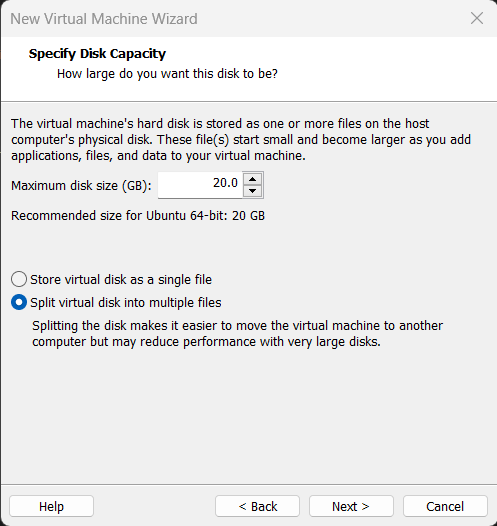 New Virtual Machine Wizard
Specify Disk Capacity
How large do you want this disk to be?
The virtual machine's hard disk is stored as one or more files on the host
computer's physical disk. These file(s) start small and become larger as you add
applications, files, and data to your virtual machine.
Maximum disk size (GB): 20.0
Recommended size for Ubuntu 64-bit: 20 GB
Store virtual disk as a single file
Split virtual disk into multiple files
Splitting the disk makes it easier to move the virtual machine to another
computer but may reduce performance with very large disks.
Help < Back Next > Cancel